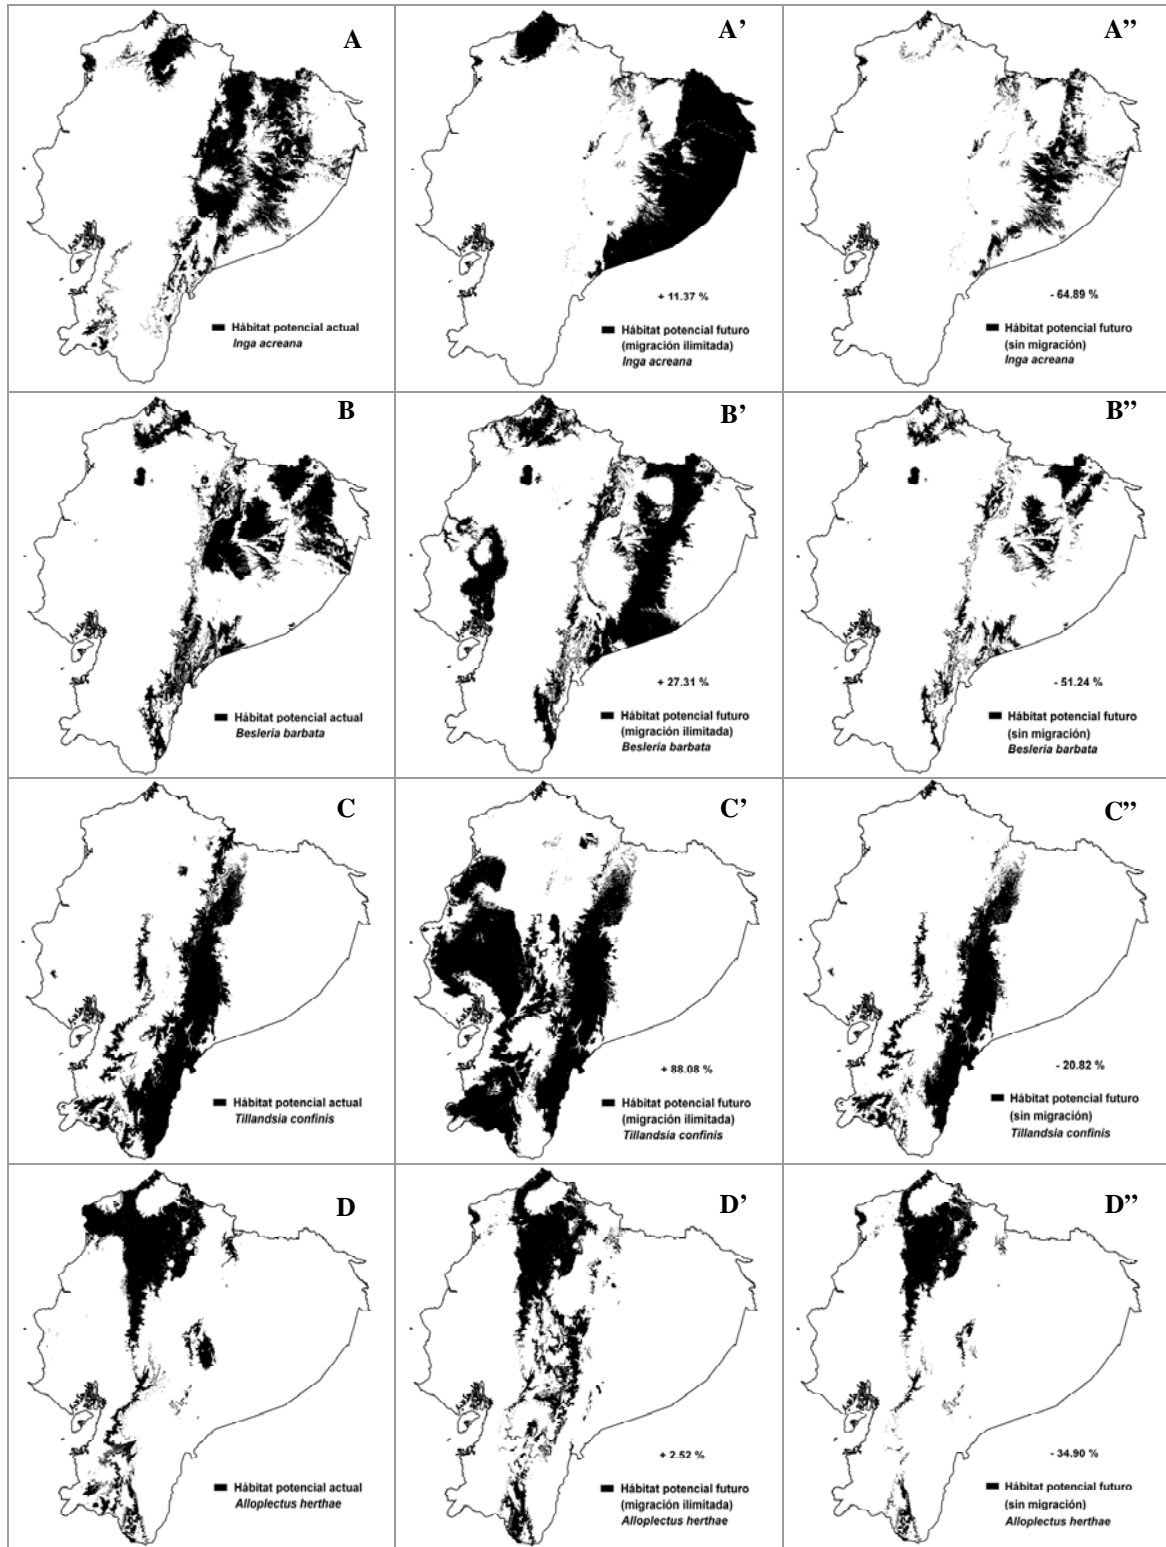 A
Hábitat potencial actual
Inga acreana
A’
+ 11.37 %
Hábitat potencial futuro
(migración ilimitada)
Inga acreana
A’’
- 64.89 %
Hábitat potencial futuro
(sin migración)
Inga acreana
B
Hábitat potencial actual
Besleria barbata
B’
+ 27.31 %
Hábitat potencial futuro
(migración ilimitada)
Besleria barbata
B’’
- 51.24 %
Hábitat potencial futuro
(sin migración)
Besleria barbata
C
Hábitat potencial actual
Tillandsia confinis
C’
+ 88.08 %
Hábitat potencial futuro
(migración ilimitada)
Tillandsia confinis
C’’
- 20.82 %
Hábitat potencial futuro
(sin migración)
Tillandsia confinis
D
Hábitat potencial actual
Alloplectus herthae
D’
+ 2.52 %
Hábitat potencial futuro
(migración ilimitada)
Alloplectus herthae
D’’
- 34.90 %
Hábitat potencial futuro
(sin migración)
Alloplectus herthae